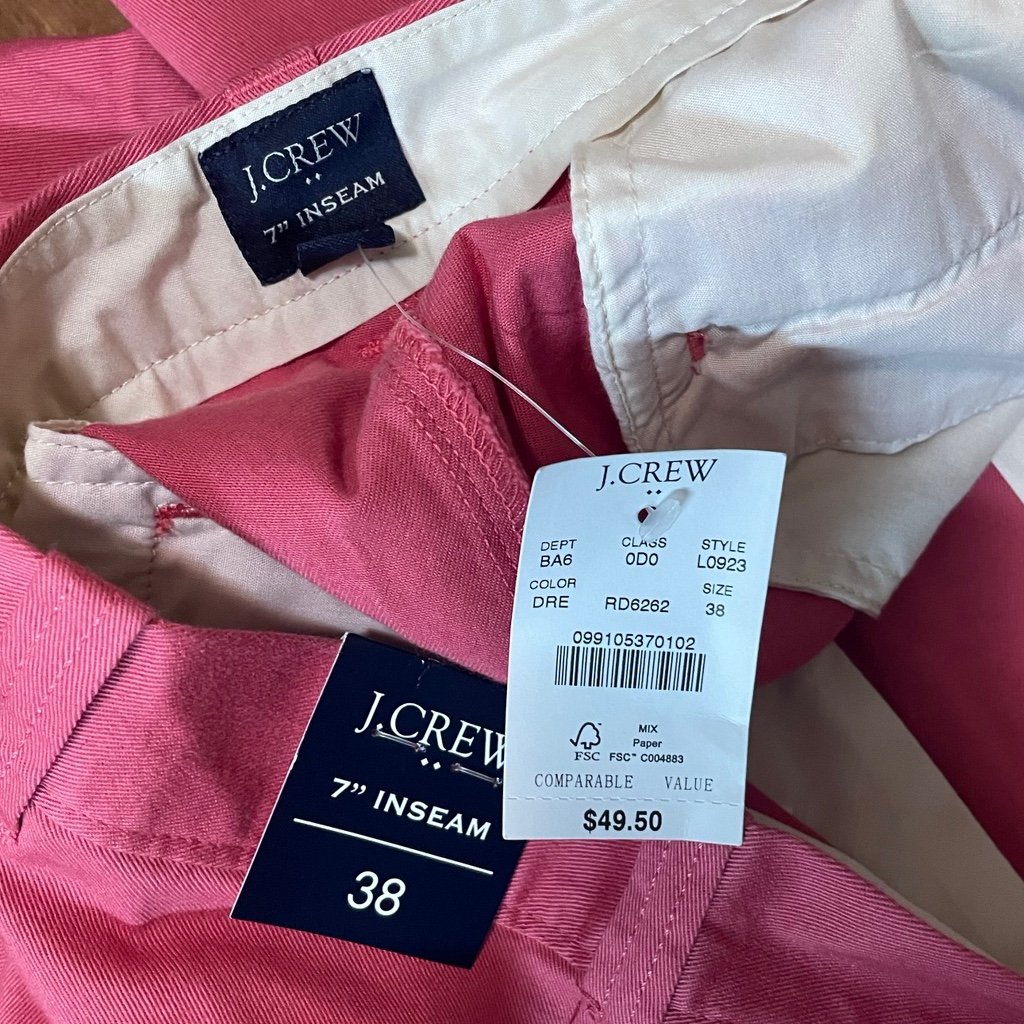 J.CREW
7" INSEAM
J.CREW
DEPT CLASS STYLE
BA6 0D0 L0923
COLOR SIZE
DRE RD6262 38
099105370102
FSC
MIX
Paper
FSC™ C004883
COMPARABLE VALUE
$49.50
J.CREW
7” INSEAM
38